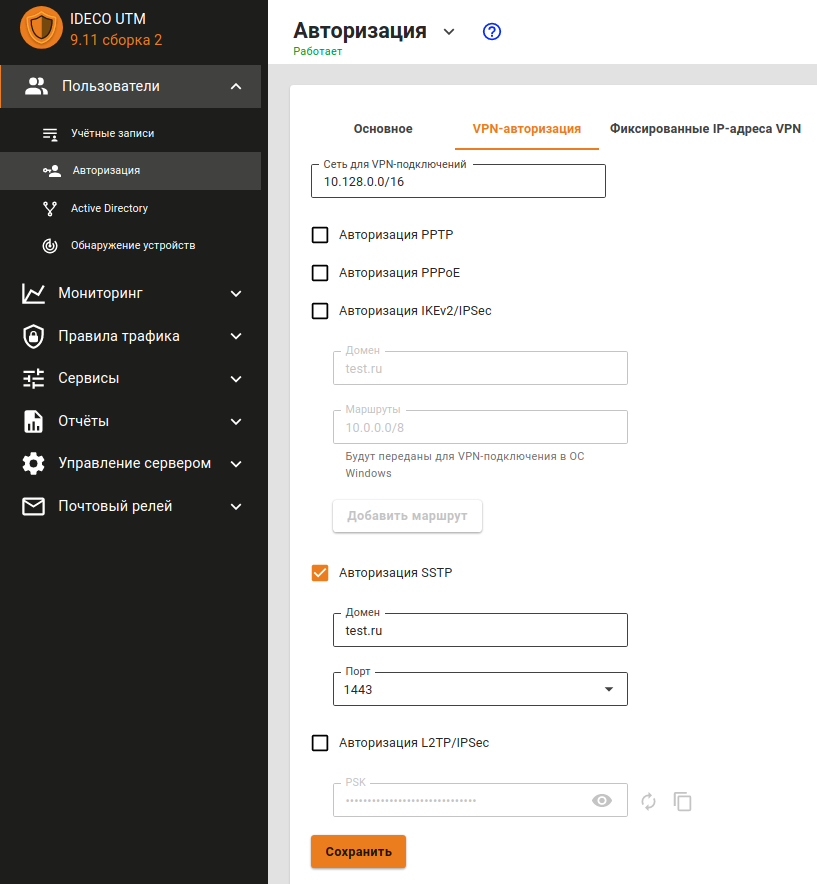 IDECO UTM
9.11 сборка 2
Пользователи
Учётные записи
Авторизация
Active Directory
Обнаружение устройств
Мониторинг
Правила трафика
Сервисы
Отчёты
Управление сервером
Почтовый релей
Авторизация
Работает
Основное
VPN-авторизация
Фиксированные IP-адреса VPN
Сеть для VPN-подключений
10.128.0.0/16
Авторизация PPTP
Авторизация PPPoE
Авторизация IKEv2/IPSec
Домен
test.ru
Маршруты
10.0.0.0/8
Будут переданы для VPN-подключения в ОС
Windows
Добавить маршрут
Авторизация SSTP
Домен
test.ru
Порт
1443
Авторизация L2TP/IPSec
PSK
Сохранить